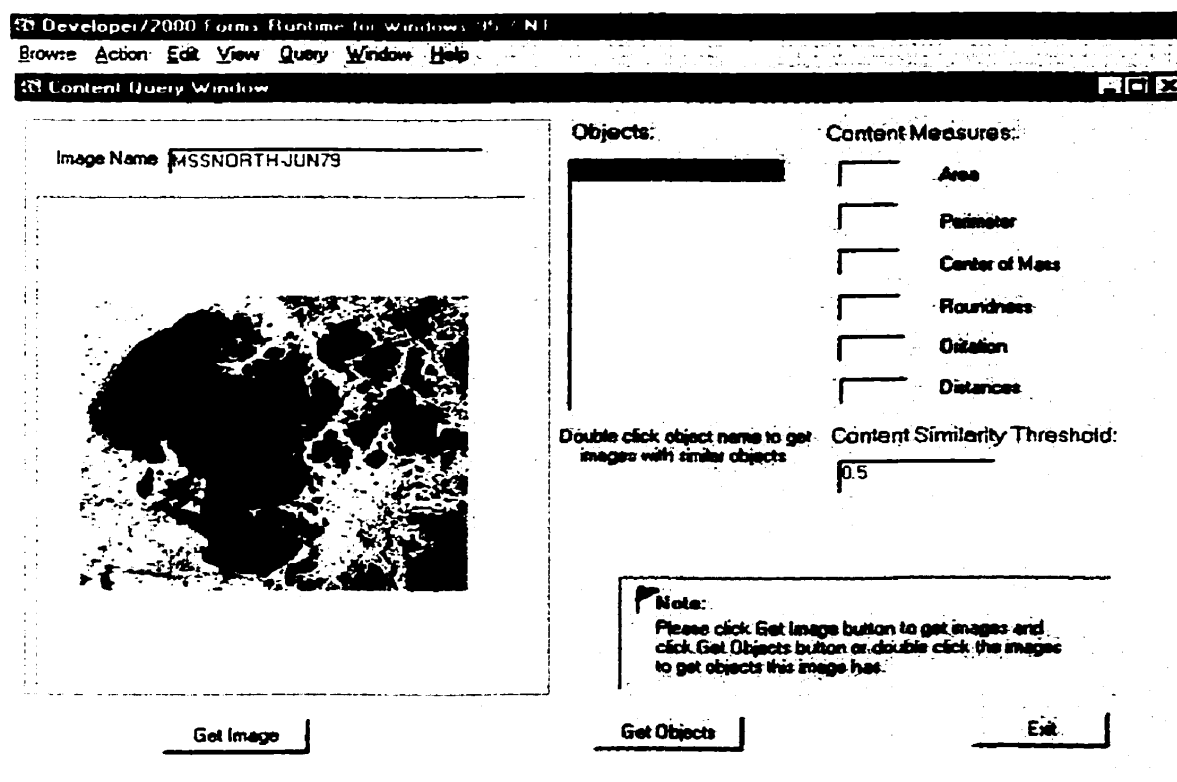 Developer/2000 Forms Runtime for Windows 95 / NT
Browse Action Edit View Query Window Help
Content Query Window
Image Name MSSNORTH-JUN79
Objects:
Content Measures:
Area
Perimeter
Center of Mass
Roundness
Oritation
Distances
Double click object name to get
images with similar objects
Content Similarity Threshold:
0.5
Note:
Please click Get Image button to get images and
click Get Objects button or double click the images
to get objects this image has.
Get Image
Get Objects
Exit